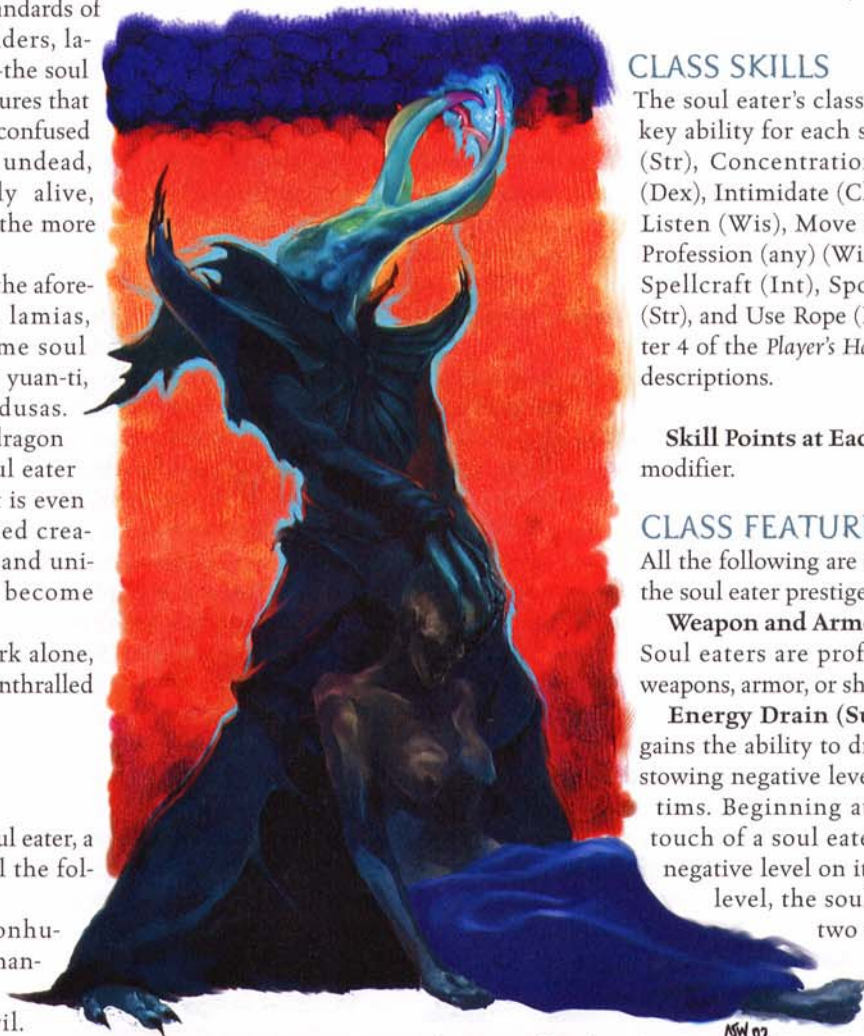 andards of
ders, la-
the soul
ures that
confused
undead,
ly alive,
the more
he afore-
lamias,
me soul
yuan-ti,
dusas.
ragon
ul eater
is even
ed crea-
and uni-
become
rk alone,
nthralled
ul eater, a
l the fol-
onhu-
man-
il.
CLASS SKILLS
The soul eater's class
key ability for each s
(Str), Concentratio
(Dex), Intimidate (C
Listen (Wis), Move
Profession (any) (Wi
Spellcraft (Int), Spo
(Str), and Use Rope (
ter 4 of the Player's Ha
descriptions.
Skill Points at Eac
modifier.
CLASS FEATUR
All the following are
the soul eater prestige
Weapon and Armo
Soul eaters are prof
weapons, armor, or sh
Energy Drain (Su
gains the ability to d
stowing negative leve
tims. Beginning a
touch of a soul eate
negative level on it
level, the sou
two